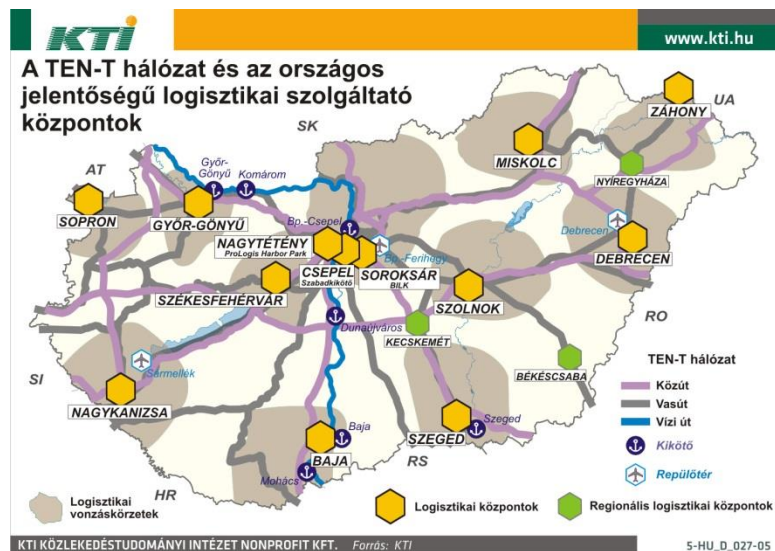 KTI
www.kti.hu
A TEN-T hálózat és az országos
jelentőségű logisztikai szolgáltató
központok
SK
UA
ZÁHONY
MISKOLC
AT
Győr-
Gönyű
Komárom
NYÍREGYHÁZA
SOPRON
GYŐR-GÖNYŰ
Bp.-Csepel
Debrecen
NAGYTÉTÉNY
ProLogis Harbor Park
Bp.-Ferihegy
DEBRECEN
CSEPEL
Szabadkikötő
SOROKSÁR
BILK
SZÉKESFEHÉRVÁR
SZOLNOK
RO
Dunaújváros
KECSKEMÉT
SI
Sármellék
BÉKÉSCSABA
NAGYKANIZSA
Szeged
SZEGED
Baja
BAJA
RS
Mohács
HR
TEN-T hálózat
Közút
Vasút
Vízi út
Kikötő
Repülőtér
Logisztikai
vonzáskörzetek
Logisztikai központok
Regionális logisztikai központok
KTI KÖZLEKEDÉSTUDOMÁNYI INTÉZET NONPROFIT KFT. Forrás: KTI
5-HU_D_027-05